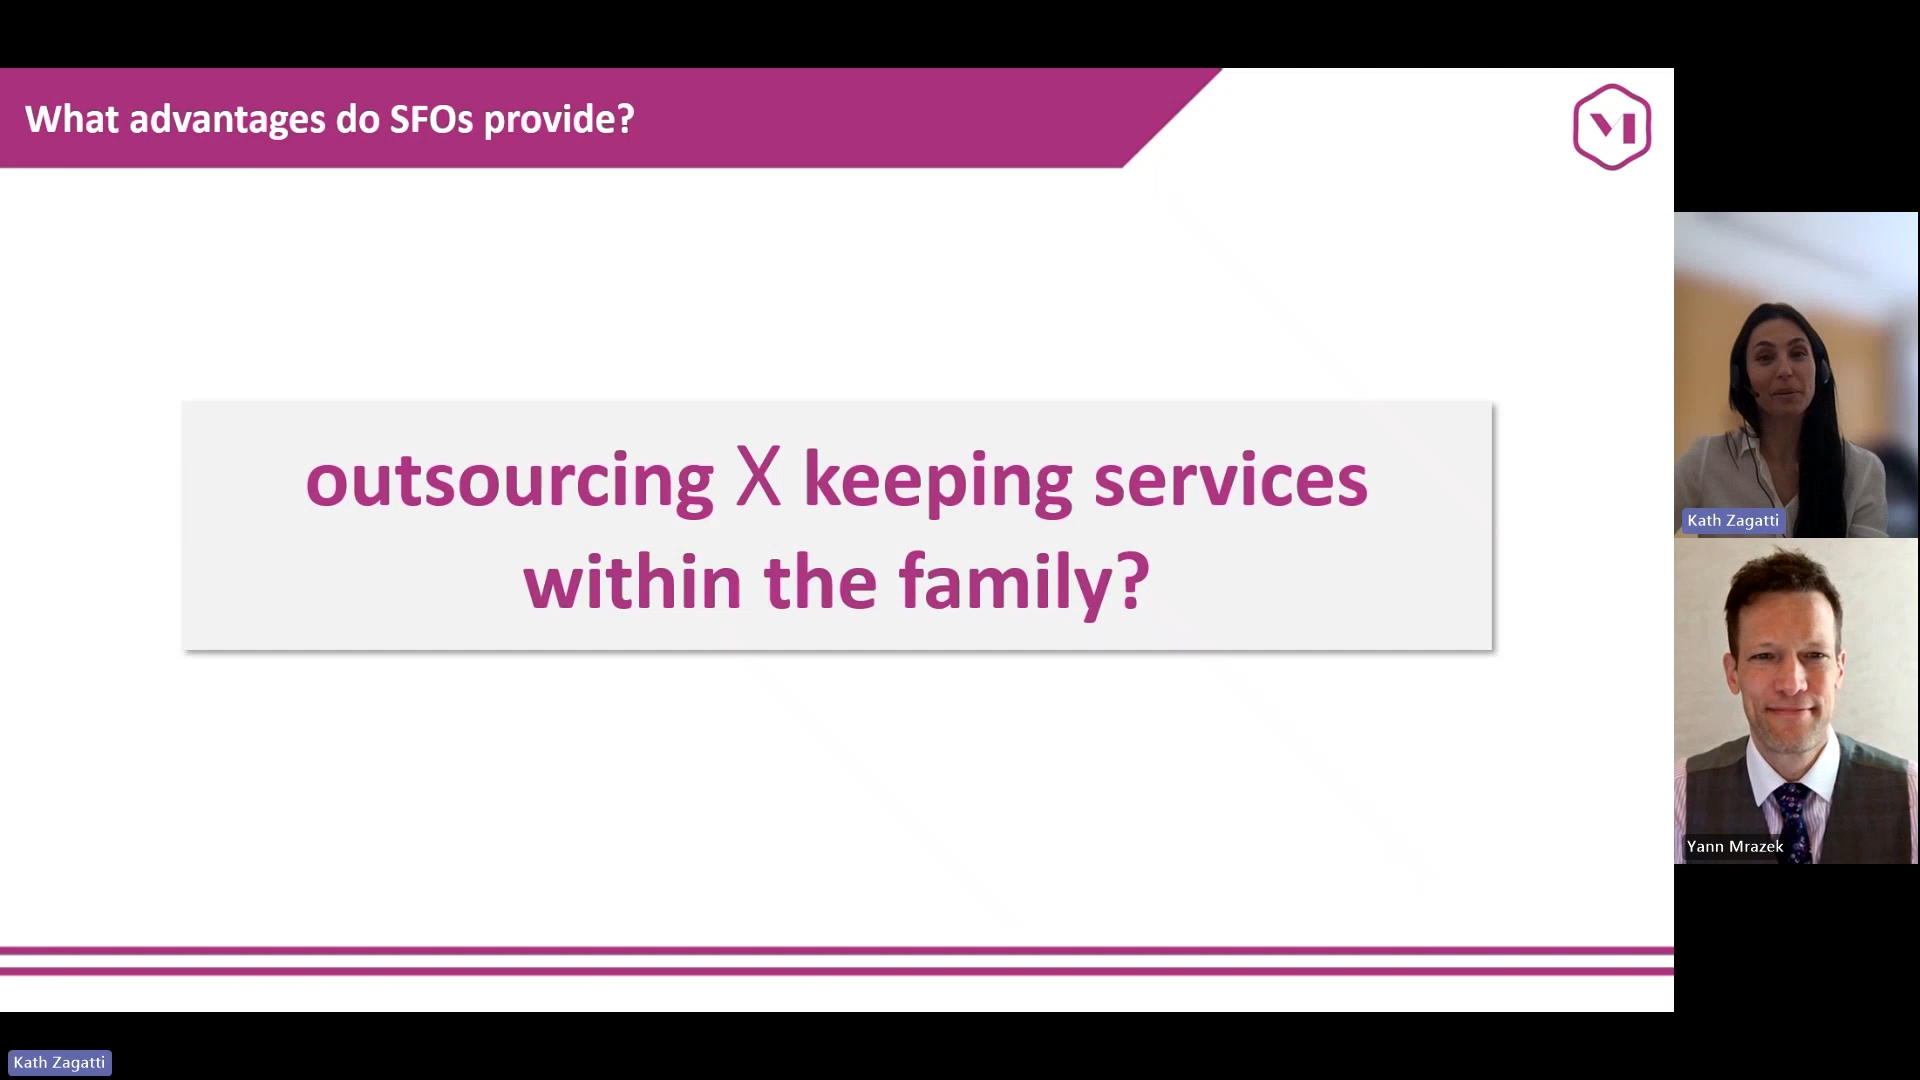 What advantages do SFOs provide?
outsourcing X keeping services
within the family?
Kath Zagatti
Yann Mrazek
Kath Zagatti